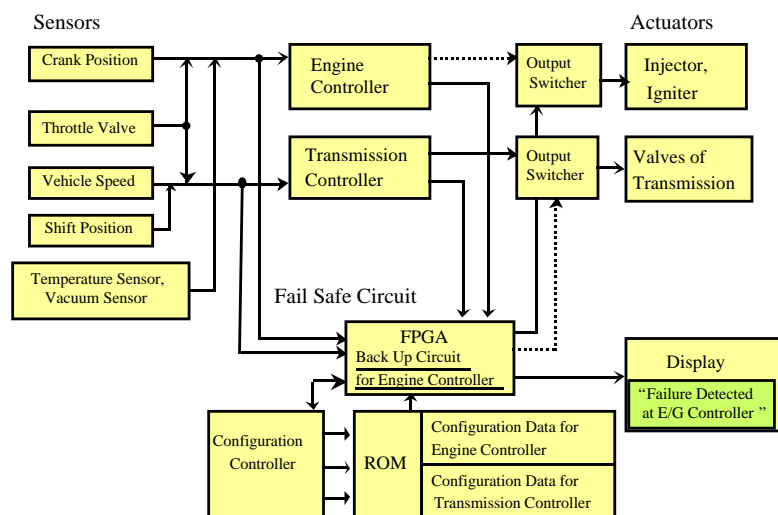 Sensors
Actuators
Crank Position
Throttle Valve
Vehicle Speed
Shift Position
Temperature Sensor,
Vacuum Sensor
Engine
Controller
Transmission
Controller
Output
Switcher
Output
Switcher
Injector,
Igniter
Valves of
Transmission
Fail Safe Circuit
FPGA
Back Up Circuit
for Engine Controller
Display
“Failure Detected
at E/G Controller ”
Configuration
Controller
ROM
Configuration Data for
Engine Controller
Configuration Data for
Transmission Controller